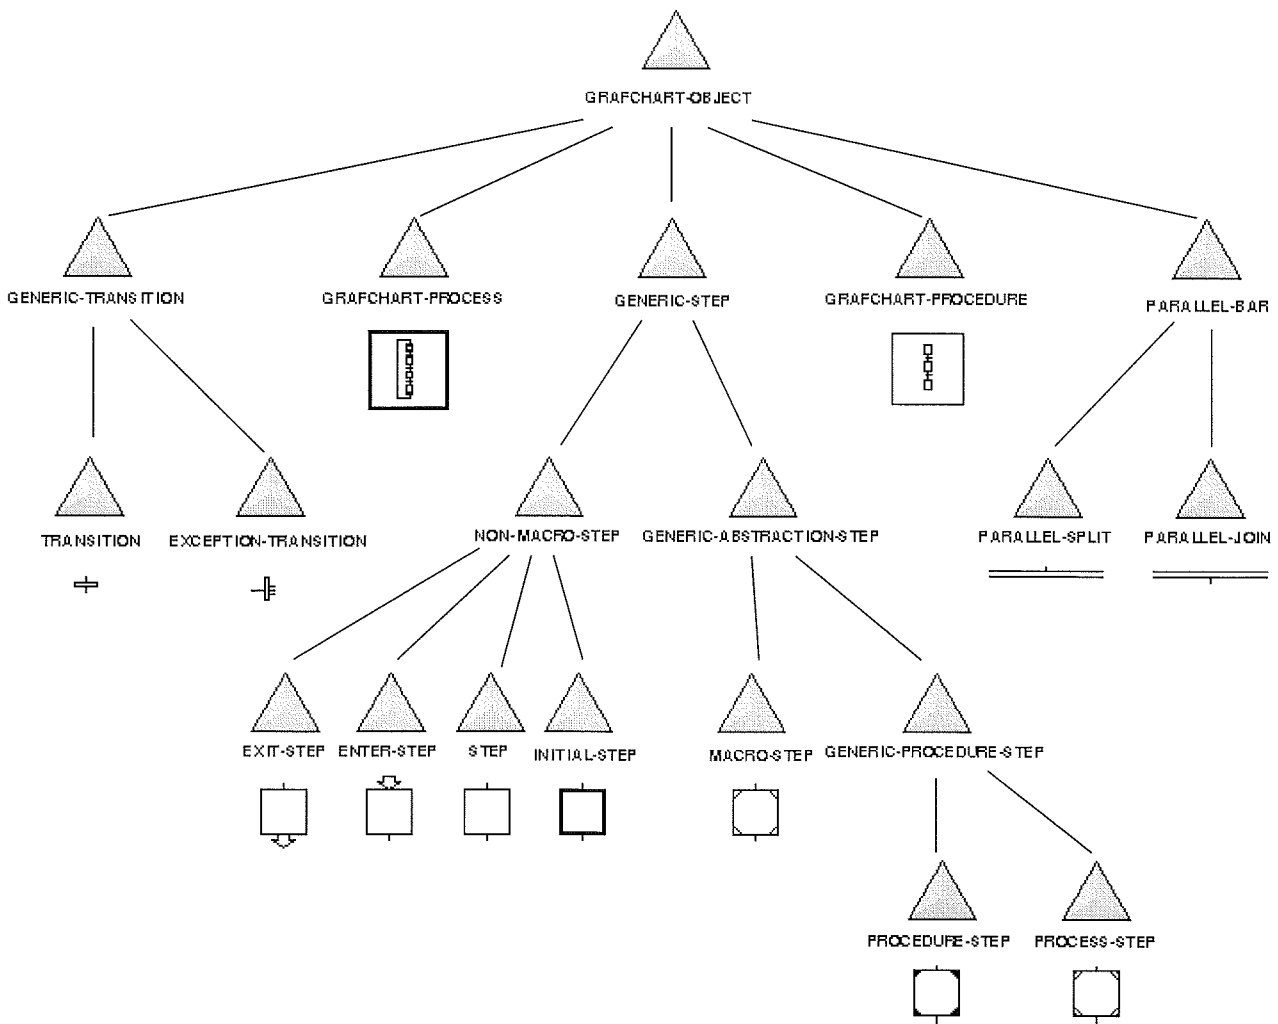 GRAFCHART-OBJECT
GENERIC-TRANSITION
GRAFCHART-PROCESS
GENERIC-STEP
GRAFCHART-PROCEDURE
PARALLEL-BAR
TRANSITION
EXCEPTION-TRANSITION
NON-MACRO-STEP
GENERIC-ABSTRACTION-STEP
PARALLEL-SPLIT
PARALLEL-JOIN
EXIT-STEP
ENTER-STEP
STEP
INITIAL-STEP
MACRO-STEP
GENERIC-PROCEDURE-STEP
PROCEDURE-STEP
PROCESS-STEP